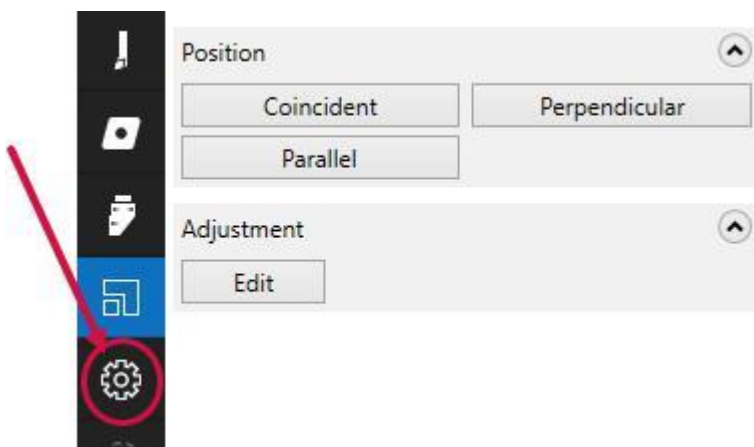 Position
Coincident Perpendicular
Parallel
Adjustment
Edit